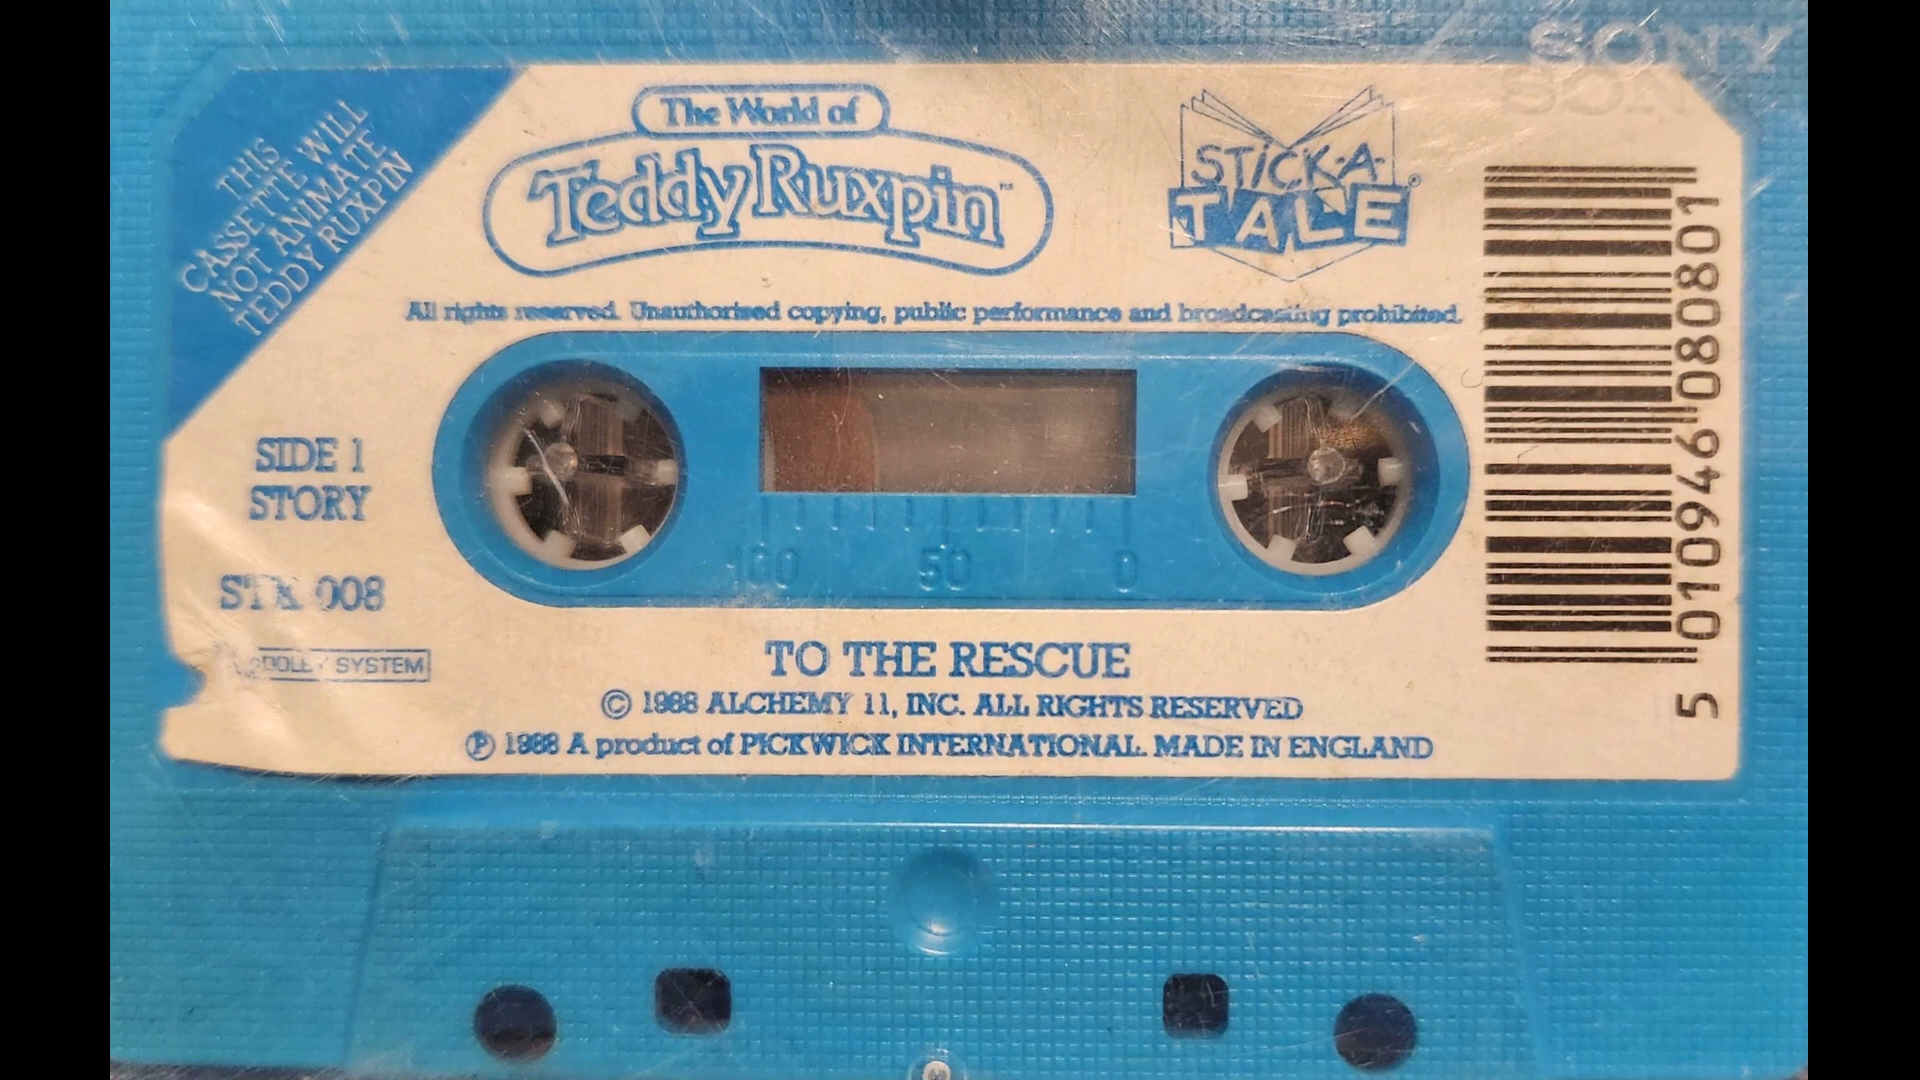 SONY
THIS
CASSETTE WILL
NOT ANIMATE
TEDDY RUXPIN
The World of
Teddy Ruxpin™
STICK-A-
TALE®
All rights reserved. Unauthorised copying, public performance and broadcasting prohibited.
SIDE 1
STORY
STK 008
DOLBY SYSTEM
100 50 0
TO THE RESCUE
© 1988 ALCHEMY 11, INC. ALL RIGHTS RESERVED
℗ 1988 A product of PICKWICK INTERNATIONAL. MADE IN ENGLAND
5 010946 080801